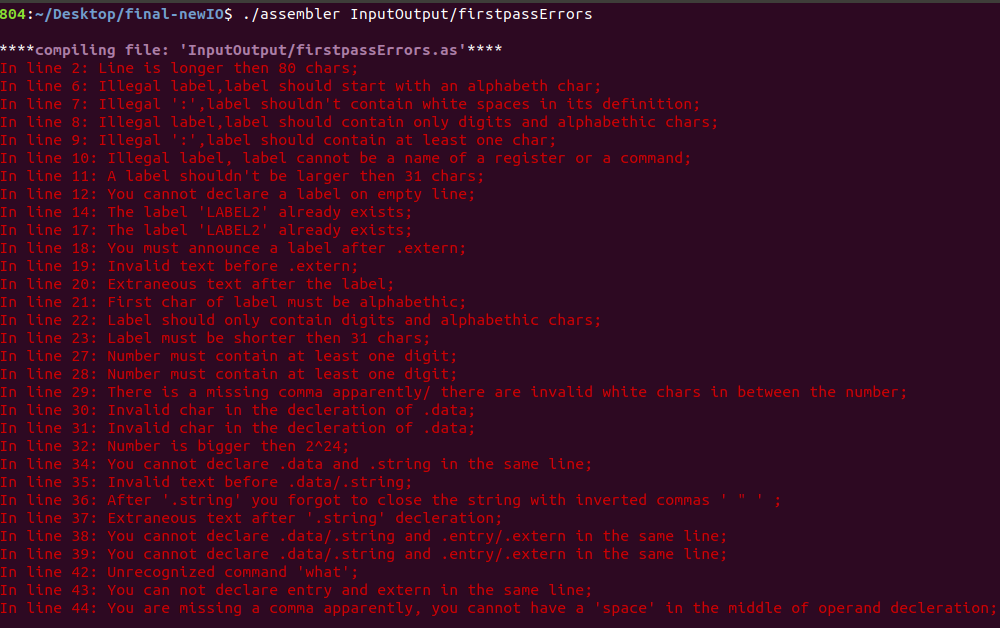 804:~/Desktop/final-newIO$ ./assembler InputOutput/firstpassErrors
****compiling file: 'InputOutput/firstpassErrors.as'****
In line 2: Line is longer then 80 chars;
In line 6: Illegal label,label should start with an alphabeth char;
In line 7: Illegal ':',label shouldn't contain white spaces in its definition;
In line 8: Illegal label,label should contain only digits and alphabethic chars;
In line 9: Illegal ':',label should contain at least one char;
In line 10: Illegal label, label cannot be a name of a register or a command;
In line 11: A label shouldn't be larger then 31 chars;
In line 12: You cannot declare a label on empty line;
In line 14: The label 'LABEL2' already exists;
In line 17: The label 'LABEL2' already exists;
In line 18: You must announce a label after .extern;
In line 19: Invalid text before .extern;
In line 20: Extraneous text after the label;
In line 21: First char of label must be alphabethic;
In line 22: Label should only contain digits and alphabethic chars;
In line 23: Label must be shorter then 31 chars;
In line 27: Number must contain at least one digit;
In line 28: Number must contain at least one digit;
In line 29: There is a missing comma apparently/ there are invalid white chars in between the number;
In line 30: Invalid char in the decleration of .data;
In line 31: Invalid char in the decleration of .data;
In line 32: Number is bigger then 2^24;
In line 34: You cannot declare .data and .string in the same line;
In line 35: Invalid text before .data/.string;
In line 36: After '.string' you forgot to close the string with inverted commas ' " ' ;
In line 37: Extraneous text after '.string' decleration;
In line 38: You cannot declare .data/.string and .entry/.extern in the same line;
In line 39: You cannot declare .data/.string and .entry/.extern in the same line;
In line 42: Unrecognized command 'what';
In line 43: You can not declare entry and extern in the same line;
In line 44: You are missing a comma apparently, you cannot have a 'space' in the middle of operand decleration;